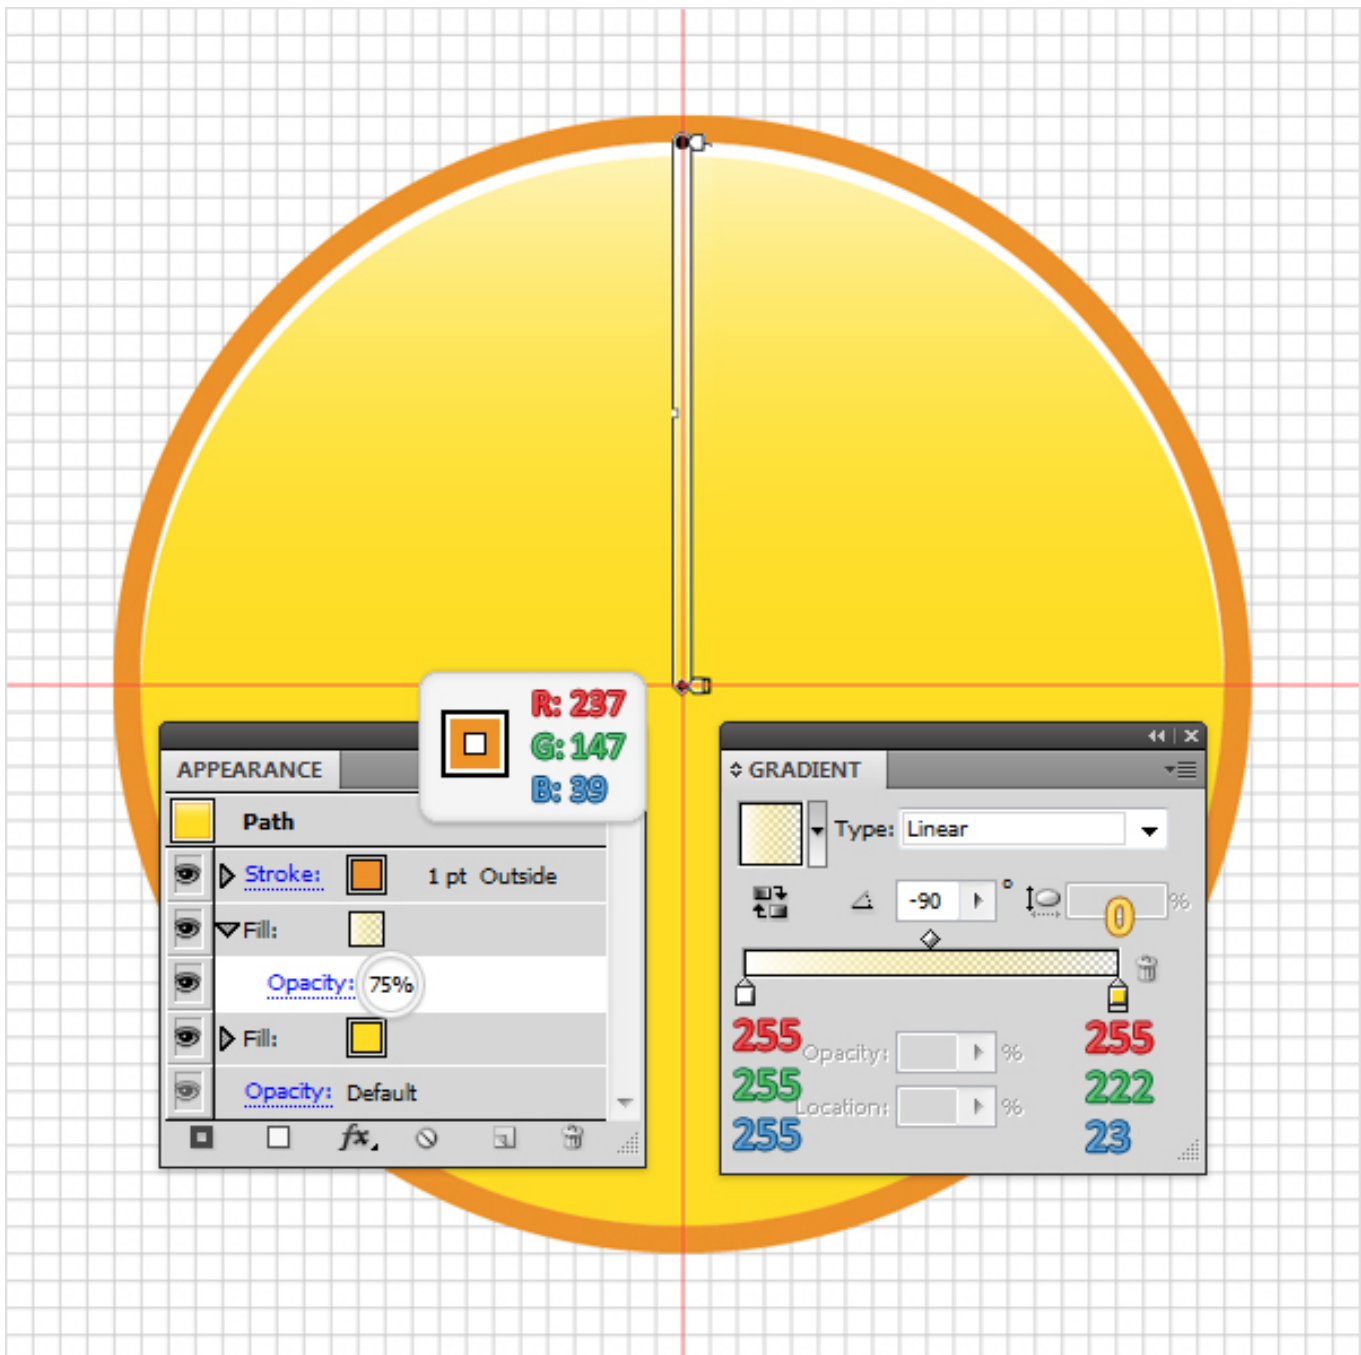 R: 237
G: 147
B: 39
APPEARANCE
Path
Stroke: 1 pt Outside
Fill:
Opacity: 75%
Fill:
Opacity: Default
fx
GRADIENT
Type: Linear
-90 ° %
0
255 255
Opacity: %
255 222
Location: %
255 23